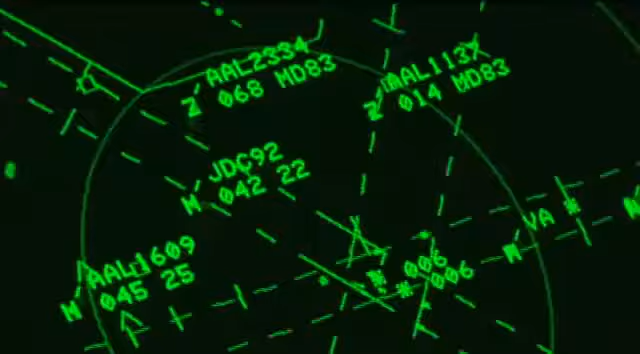 AAL2334
068 MD83
Z
AAL113X
014 MD83
Z
JDC92
042 22
M
AAL1609
045 25
M
VA
M
006
006